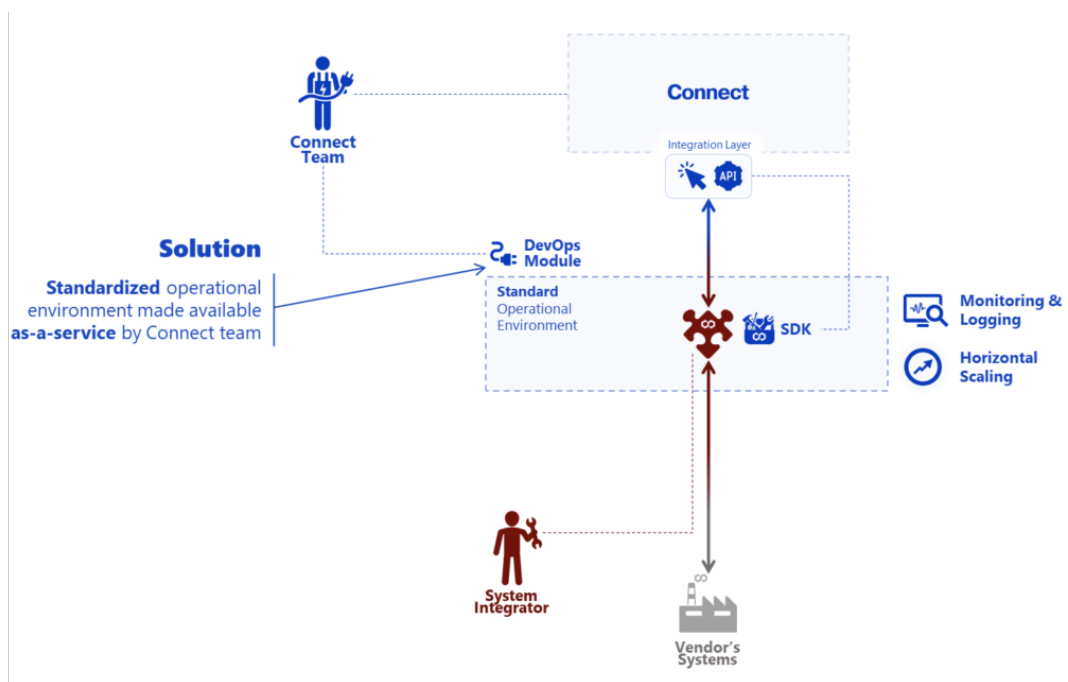 Connect
Integration Layer
API
Connect
Team
Solution
Standardized operational
environment made available
as-a-service by Connect team
DevOps
Module
Standard
Operational
Environment
SDK
Monitoring &
Logging
Horizontal
Scaling
System
Integrator
Vendor's
Systems